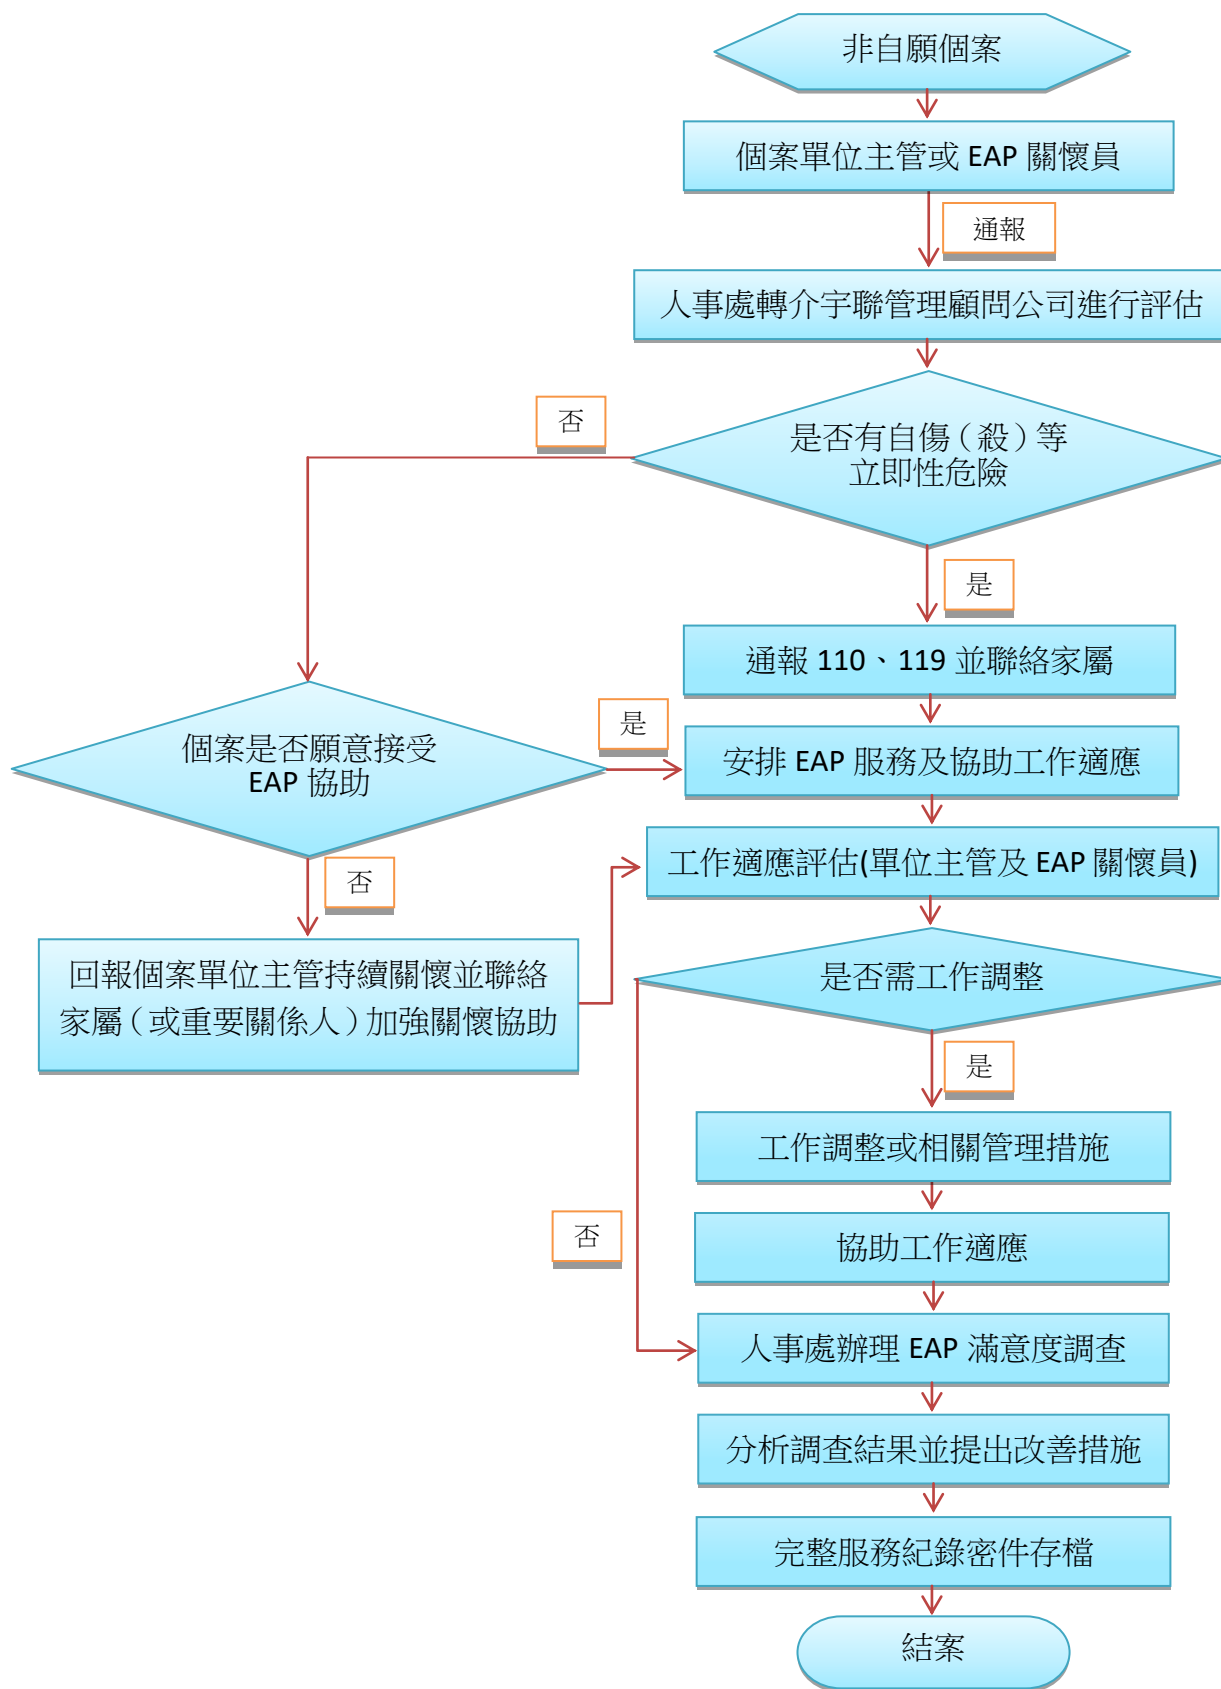 非自願個案
個案單位主管或 EAP 關懷員
通報
人事處轉介宇聯管理顧問公司進行評估
是否有自傷（殺）等
立即性危險
否
是
通報 110、119 並聯絡家屬
個案是否願意接受
EAP 協助
是
安排 EAP 服務及協助工作適應
否
工作適應評估(單位主管及 EAP 關懷員)
回報個案單位主管持續關懷並聯絡
家屬（或重要關係人）加強關懷協助
是否需工作調整
是
工作調整或相關管理措施
否
協助工作適應
人事處辦理 EAP 滿意度調查
分析調查結果並提出改善措施
完整服務紀錄密件存檔
結案